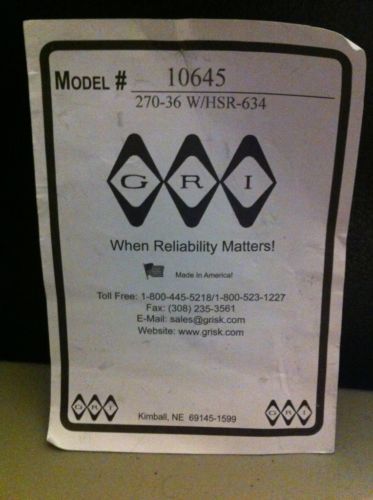 MODEL # 10645
270-36 W/HSR-634
G R I
When Reliability Matters!
Made in America!
Toll Free: 1-800-445-5218/1-800-523-1227
Fax: (308) 235-3561
E-Mail: sales@grisk.com
Website: www.grisk.com
GRI
Kimball, NE 69145-1599
GRI